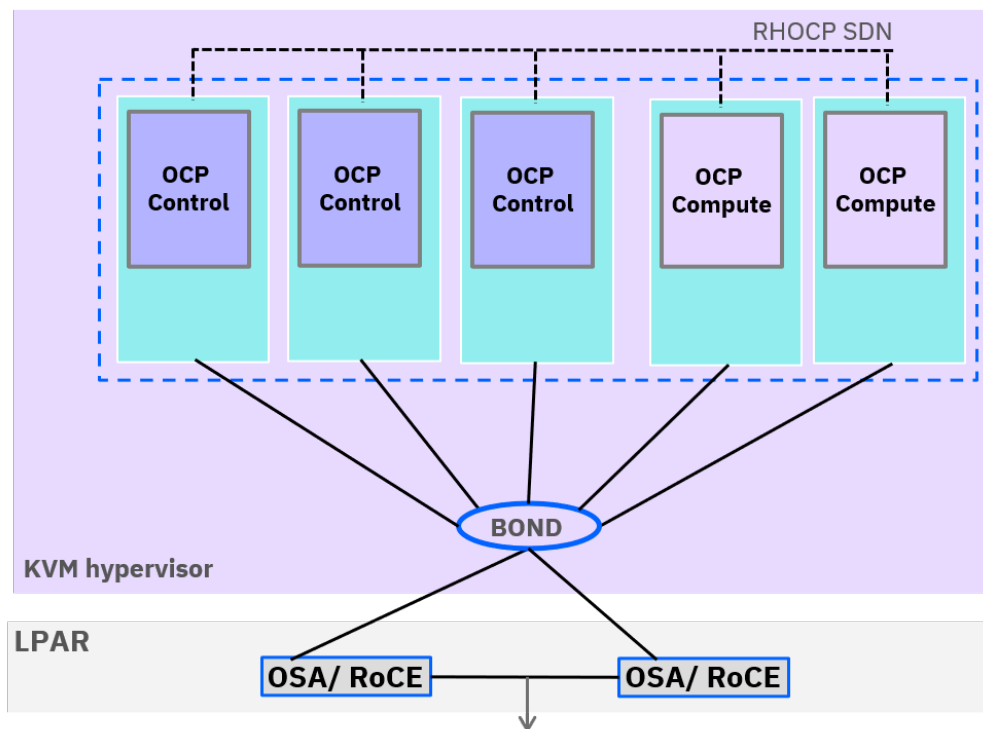 RHOCP SDN
OCP
Control
OCP
Control
OCP
Control
OCP
Compute
OCP
Compute
BOND
KVM hypervisor
LPAR
OSA/ RoCE
OSA/ RoCE